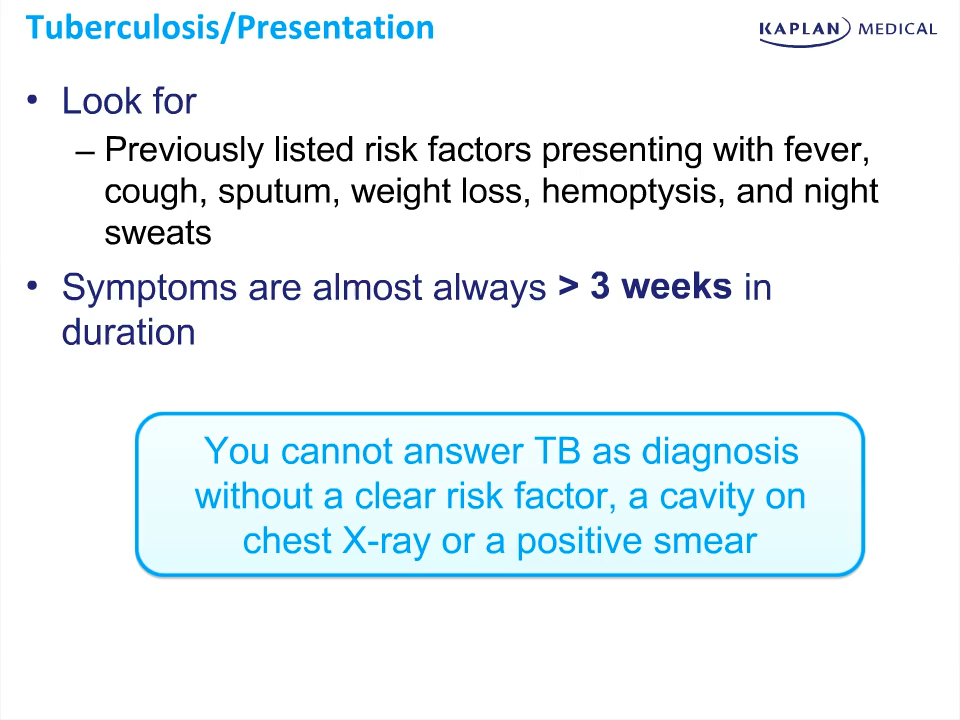 Tuberculosis/Presentation
KAPLAN MEDICAL
• Look for
– Previously listed risk factors presenting with fever,
cough, sputum, weight loss, hemoptysis, and night
sweats
• Symptoms are almost always > 3 weeks in
duration
You cannot answer TB as diagnosis
without a clear risk factor, a cavity on
chest X-ray or a positive smear